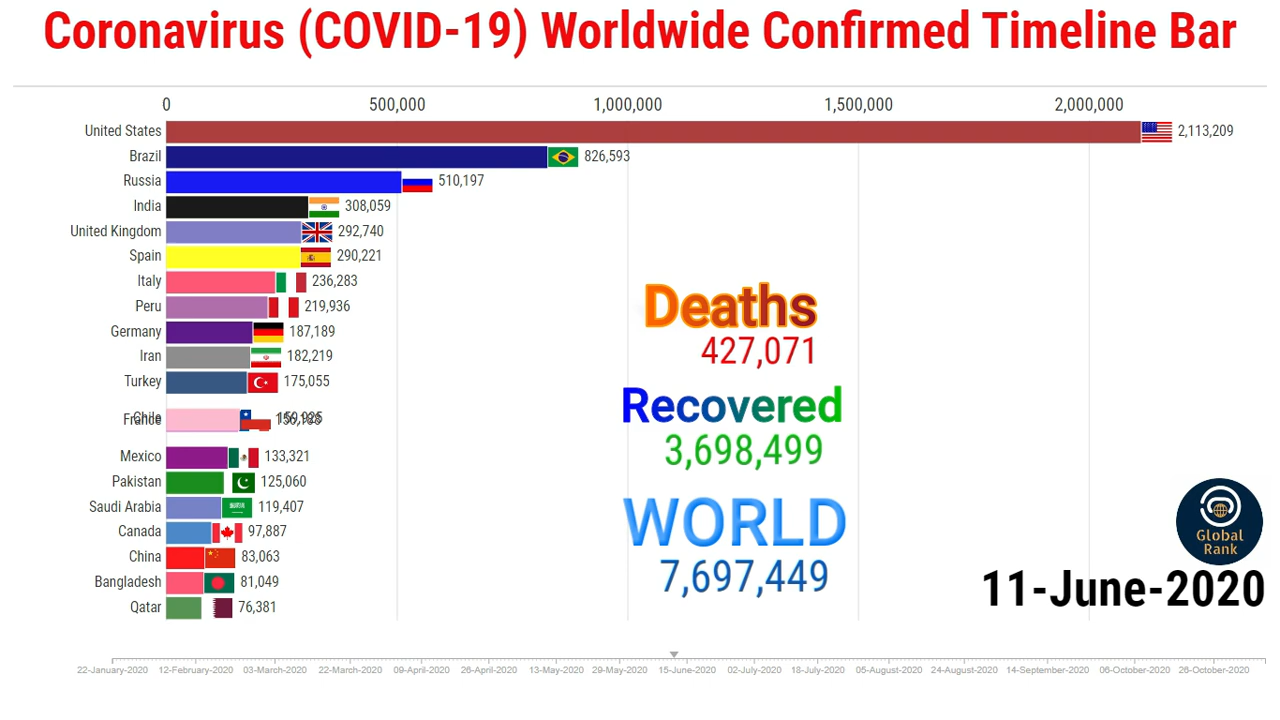 Coronavirus (COVID-19) Worldwide Confirmed Timeline Bar
0 500,000 1,000,000 1,500,000 2,000,000
United States 2,113,209
Brazil 826,593
Russia 510,197
India 308,059
United Kingdom 292,740
Spain 290,221
Italy 236,283
Peru 219,936
Germany 187,189
Iran 182,219
Turkey 175,055
Chile
France
Mexico 133,321
Pakistan 125,060
Saudi Arabia 119,407
Canada 97,887
China 83,063
Bangladesh 81,049
Qatar 76,381
Deaths
427,071
Recovered
3,698,499
WORLD
7,697,449
Global
Rank
11-June-2020
22-January-2020 12-February-2020 03-March-2020 22-March-2020 09-April-2020 26-April-2020 13-May-2020 29-May-2020 15-June-2020 02-July-2020 18-July-2020 05-August-2020 24-August-2020 14-September-2020 06-October-2020 26-October-2020